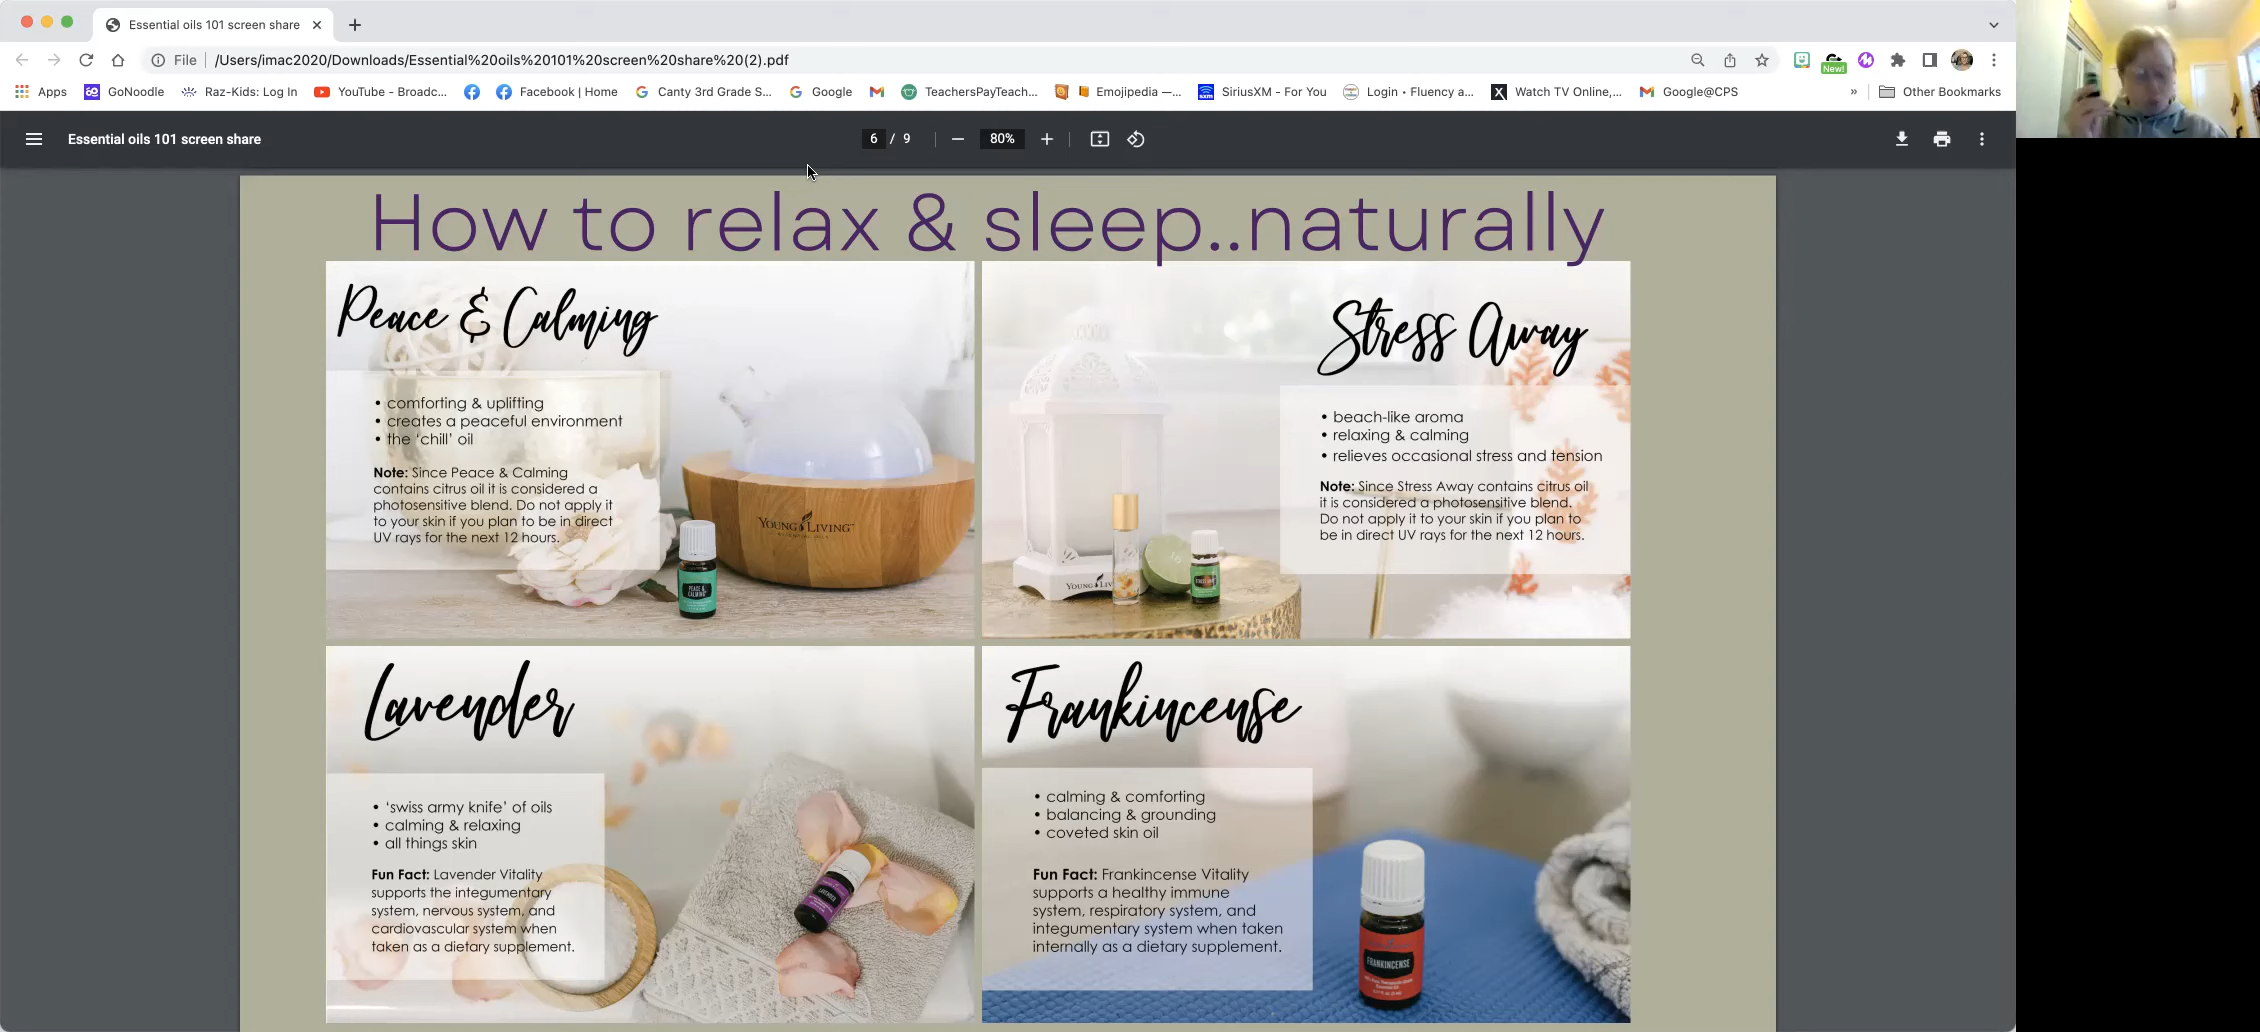 Essential oils 101 screen share
File /Users/imac2020/Downloads/Essential%20oils%20101%20screen%20share%20(2).pdf
New!
Apps GoNoodle Raz-Kids: Log In YouTube - Broadc... Facebook | Home Canty 3rd Grade S... Google TeachersPayTeach... Emojipedia —... SiriusXM - For You Login • Fluency a... Watch TV Online,... Google@CPS » Other Bookmarks
Essential oils 101 screen share 6 / 9 80%
How to relax & sleep..naturally
Peace & Calming
• comforting & uplifting
• creates a peaceful environment
• the ‘chill’ oil
Note: Since Peace & Calming
contains citrus oil it is considered a
photosensitive blend. Do not apply it
to your skin if you plan to be in direct
UV rays for the next 12 hours.
YOUNG LIVING
ESSENTIAL OILS
PEACE &
CALMING
Stress Away
• beach-like aroma
• relaxing & calming
• relieves occasional stress and tension
Note: Since Stress Away contains citrus oil
it is considered a photosensitive blend.
Do not apply it to your skin if you plan to
be in direct UV rays for the next 12 hours.
YOUNG LIV
STRESS AWAY
Lavender
• ‘swiss army knife’ of oils
• calming & relaxing
• all things skin
Fun Fact: Lavender Vitality
supports the integumentary
system, nervous system, and
cardiovascular system when
taken as a dietary supplement.
LAVENDER
Frankincense
• calming & comforting
• balancing & grounding
• coveted skin oil
Fun Fact: Frankincense Vitality
supports a healthy immune
system, respiratory system, and
integumentary system when taken
internally as a dietary supplement.
FRANKINCENSE